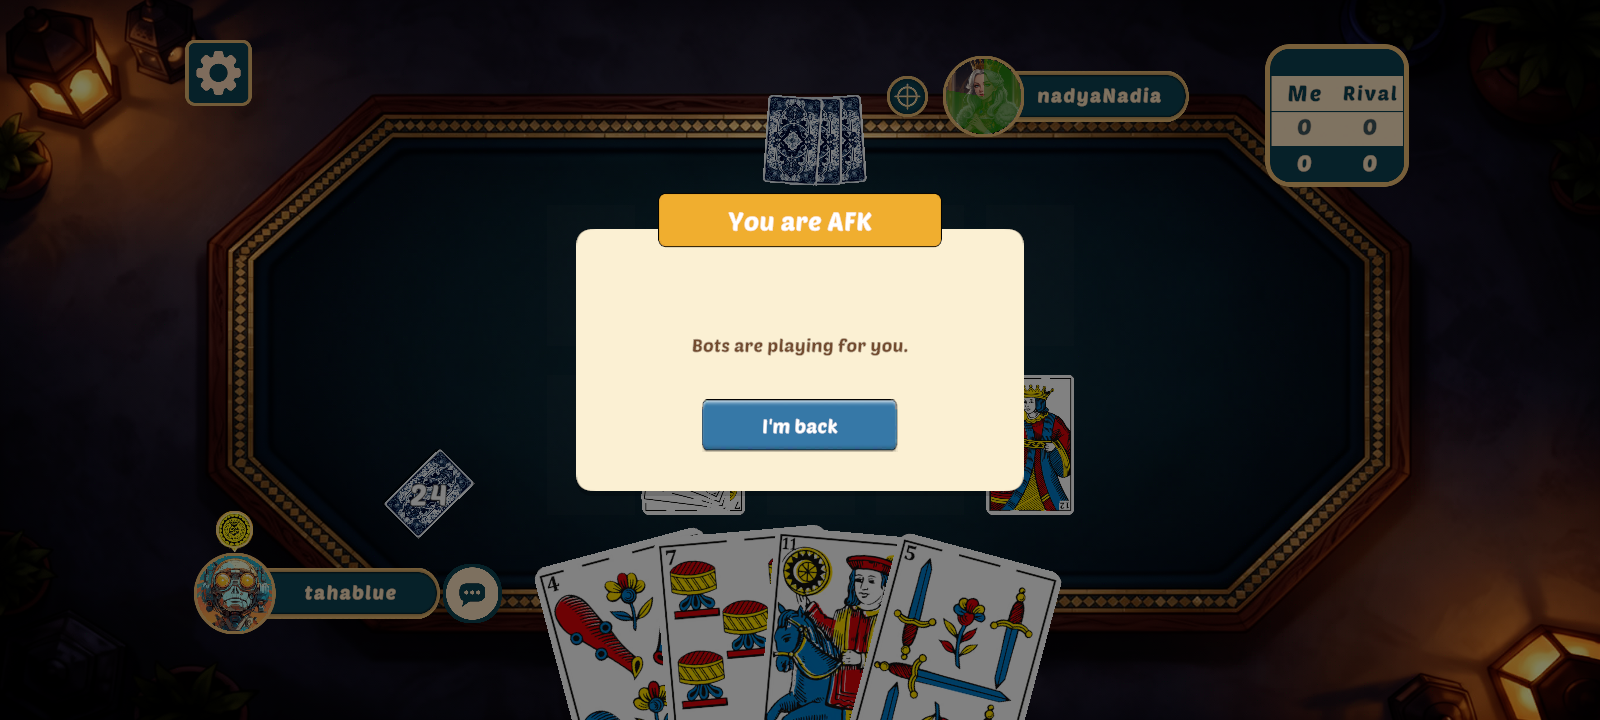 nadyaNadia
Me Rival
0 0
0 0
You are AFK
Bots are playing for you.
I'm back
24
12
tahablue
4
7
11
5